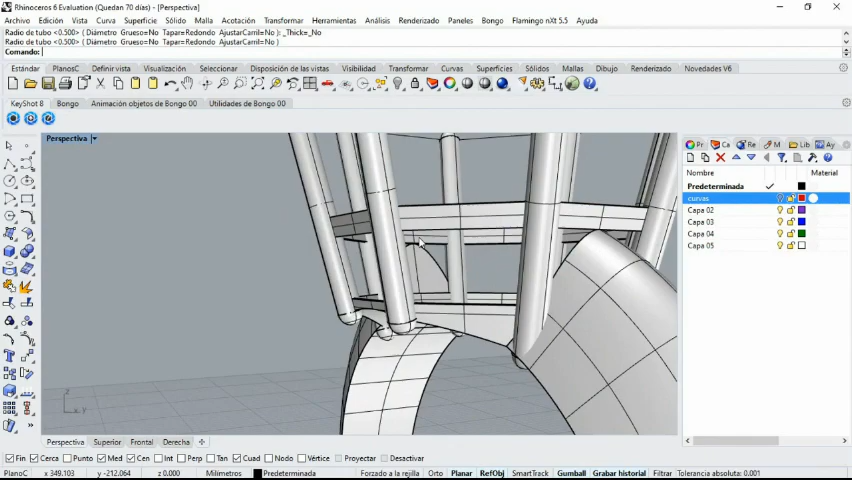 Rhinoceros 6 Evaluation (Quedan 70 días) - [Perspectiva]
Archivo Edición Vista Curva Superficie Sólido Malla Acotación Transformar Herramientas Análisis Renderizado Paneles Bongo Flamingo nXt 5.5 Ayuda
Radio de tubo <0.500> ( Diámetro Grueso=No Tapar=Redondo AjustarCarril=No ): _Thick=_No
Radio de tubo <0.500> ( Diámetro Grueso=No Tapar=Redondo AjustarCarril=No )
Comando:
Estándar PlanosC Definir vista Visualización Seleccionar Disposición de las vistas Visibilidad Transformar Curvas Superficies Sólidos Mallas Dibujo Renderizado Novedades V6
KeyShot 8 Bongo Animación objetos de Bongo 00 Utilidades de Bongo 00
Perspectiva
Pr Ca Re M Lib Ay
Nombre Material
Predeterminada
curvas
Capa 02
Capa 03
Capa 04
Capa 05
z
x y
Perspectiva Superior Frontal Derecha
Fin Cerca Punto Med Cen Int Perp Tan Cuad Nodo Vértice Proyectar Desactivar
PlanoC x 349.103 y -212.064 z 0.000 Milímetros Predeterminada Forzado a la rejilla Orto Planar RefObj SmartTrack Gumball Grabar historial Filtrar Tolerancia absoluta: 0.001